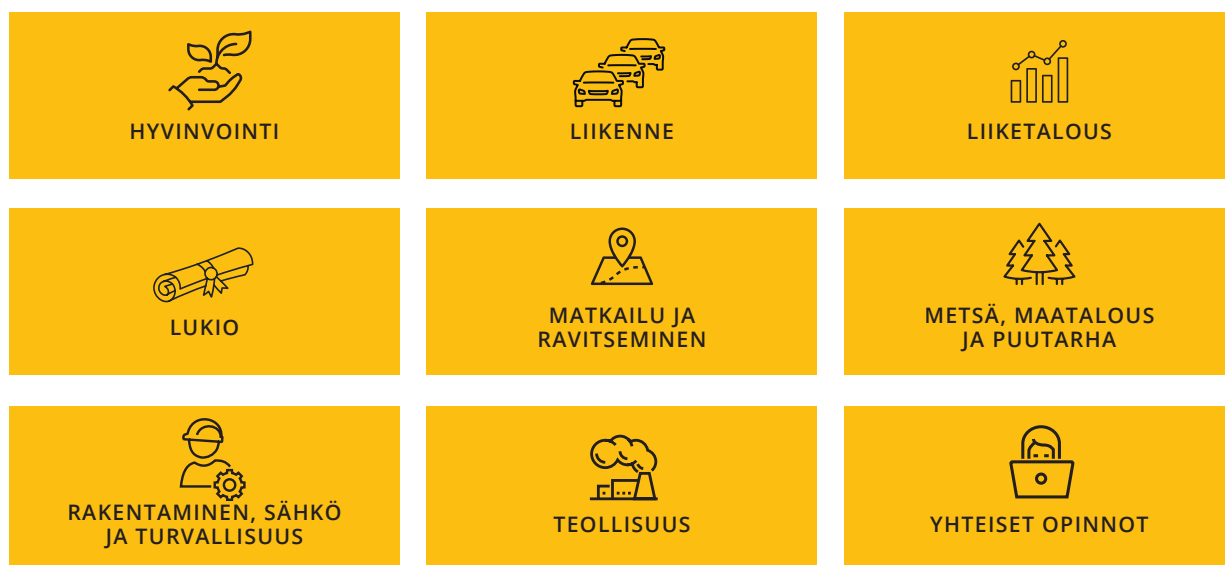 HYVINVOINTI
LIIKENNE
LIIKETALOUS
LUKIO
MATKAILU JA
RAVITSEMINEN
METSÄ, MAATALOUS
JA PUUTARHA
RAKENTAMINEN, SÄHKÖ
JA TURVALLISUUS
TEOLLISUUS
YHTEISET OPINNOT